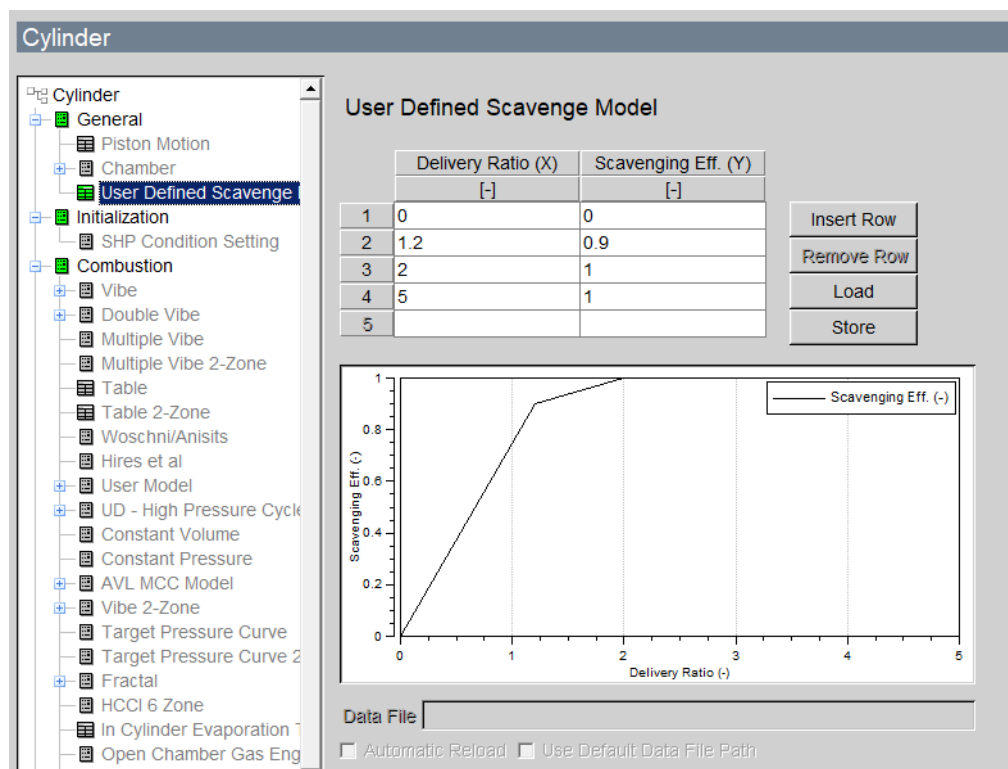 Cylinder
Cylinder
General
Piston Motion
Chamber
User Defined Scavenge
Initialization
SHP Condition Setting
Combustion
Vibe
Double Vibe
Multiple Vibe
Multiple Vibe 2-Zone
Table
Table 2-Zone
Woschni/Anisits
Hires et al
User Model
UD - High Pressure Cycle
Constant Volume
Constant Pressure
AVL MCC Model
Vibe 2-Zone
Target Pressure Curve
Target Pressure Curve 2
Fractal
HCCI 6 Zone
In Cylinder Evaporation
Open Chamber Gas Eng
User Defined Scavenge Model
Delivery Ratio (X) Scavenging Eff. (Y)
[-] [-]
1 0 0
2 1.2 0.9
3 2 1
4 5 1
5
Insert Row
Remove Row
Load
Store
Scavenging Eff. (-)
1
0.8
0.6
0.4
0.2
0
Scavenging Eff. (-)
0 1 2 3 4 5
Delivery Ratio (-)
Data File
Automatic Reload Use Default Data File Path